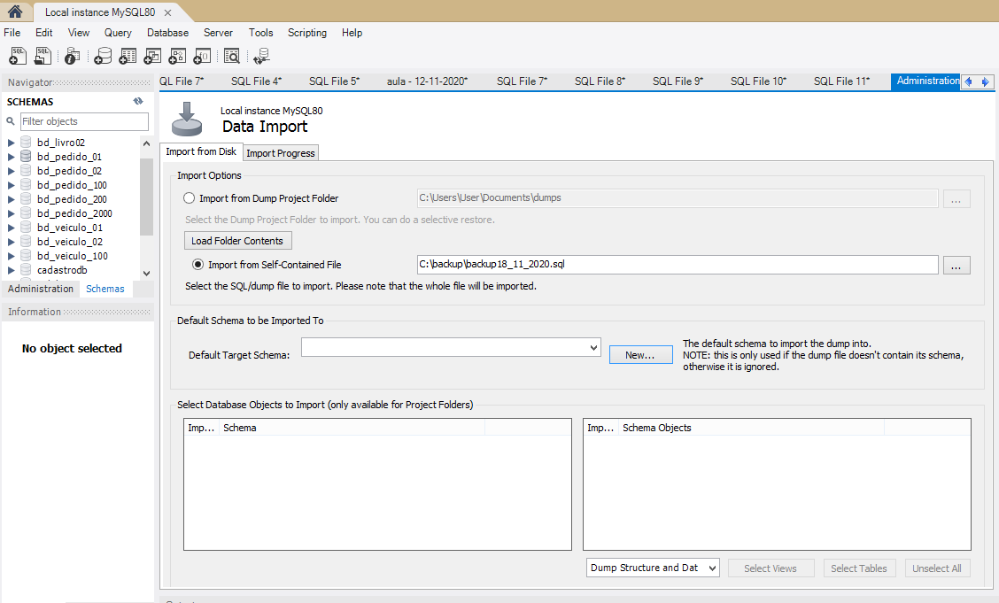 Local instance MySQL80
File Edit View Query Database Server Tools Scripting Help
Navigator
SCHEMAS
Filter objects
bd_livro02
bd_pedido_01
bd_pedido_02
bd_pedido_100
bd_pedido_200
bd_pedido_2000
bd_veiculo_01
bd_veiculo_02
bd_veiculo_100
cadastrodb
Administration Schemas
Information
No object selected
QL File 7* SQL File 4* SQL File 5* aula - 12-11-2020* SQL File 7* SQL File 8* SQL File 9* SQL File 10* SQL File 11* Administration
Local instance MySQL80
Data Import
Import from Disk Import Progress
Import Options
Import from Dump Project Folder C:\Users\User\Documents\dumps ...
Select the Dump Project Folder to import. You can do a selective restore.
Load Folder Contents
Import from Self-Contained File C:\backup\backup18_11_2020.sql ...
Select the SQL/dump file to import. Please note that the whole file will be imported.
Default Schema to be Imported To
Default Target Schema: New...
The default schema to import the dump into.
NOTE: this is only used if the dump file doesn't contain its schema,
otherwise it is ignored.
Select Database Objects to Import (only available for Project Folders)
Imp... Schema
Imp... Schema Objects
Dump Structure and Dat Select Views Select Tables Unselect All